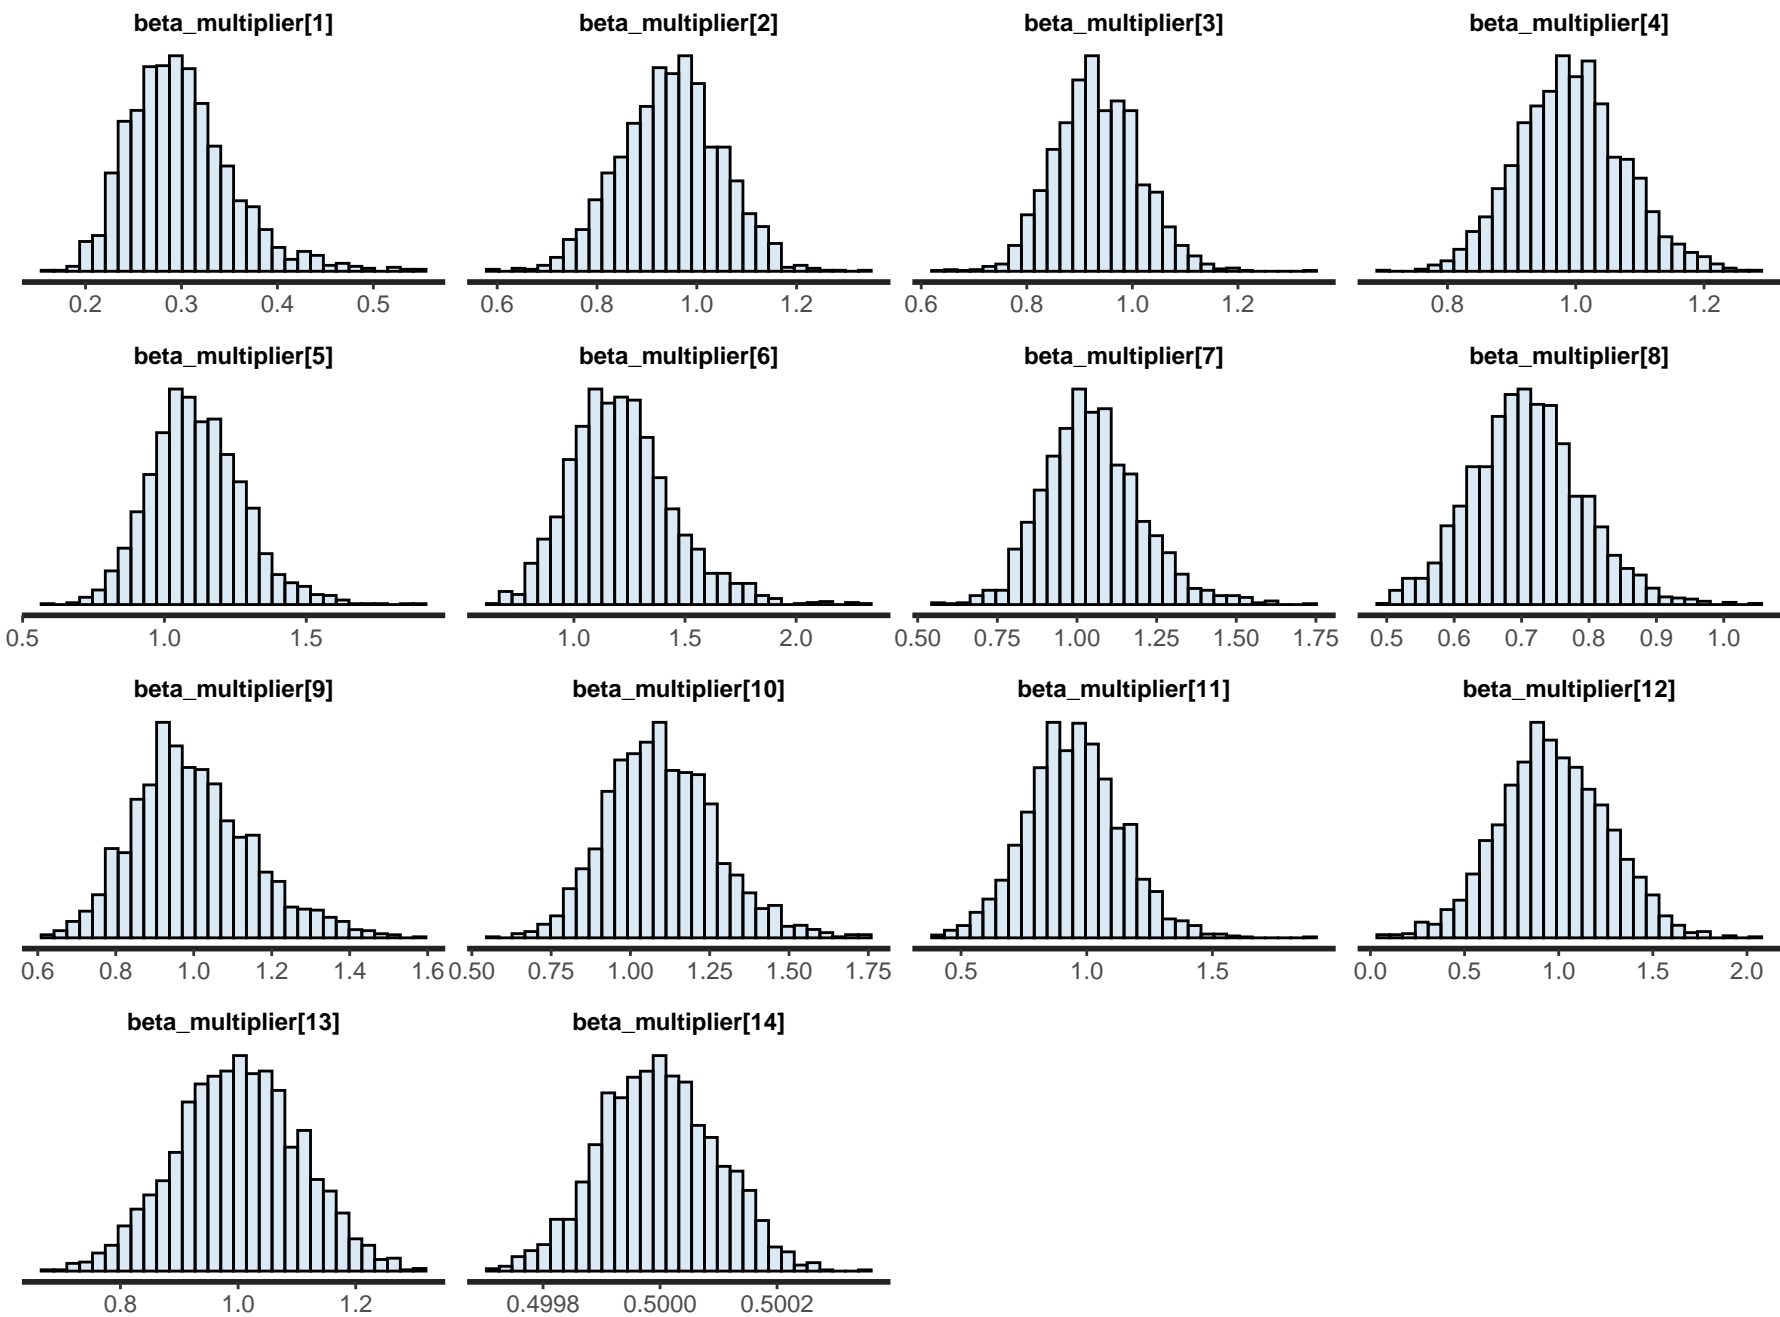 beta_multiplier[1] beta_multiplier[2] beta_multiplier[3] beta_multiplier[4]
0.2 0.3 0.4 0.5 0.6 0.8 1.0 1.2 0.6 0.8 1.0 1.2 0.8 1.0 1.2
beta_multiplier[5] beta_multiplier[6] beta_multiplier[7] beta_multiplier[8]
0.5 1.0 1.5 1.0 1.5 2.0 0.50 0.75 1.00 1.25 1.50 1.75 0.5 0.6 0.7 0.8 0.9 1.0
beta_multiplier[9] beta_multiplier[10] beta_multiplier[11] beta_multiplier[12]
0.6 0.8 1.0 1.2 1.4 1.6 0.50 0.75 1.00 1.25 1.50 1.75 0.5 1.0 1.5 0.0 0.5 1.0 1.5 2.0
beta_multiplier[13] beta_multiplier[14]
0.8 1.0 1.2 0.4998 0.5000 0.5002